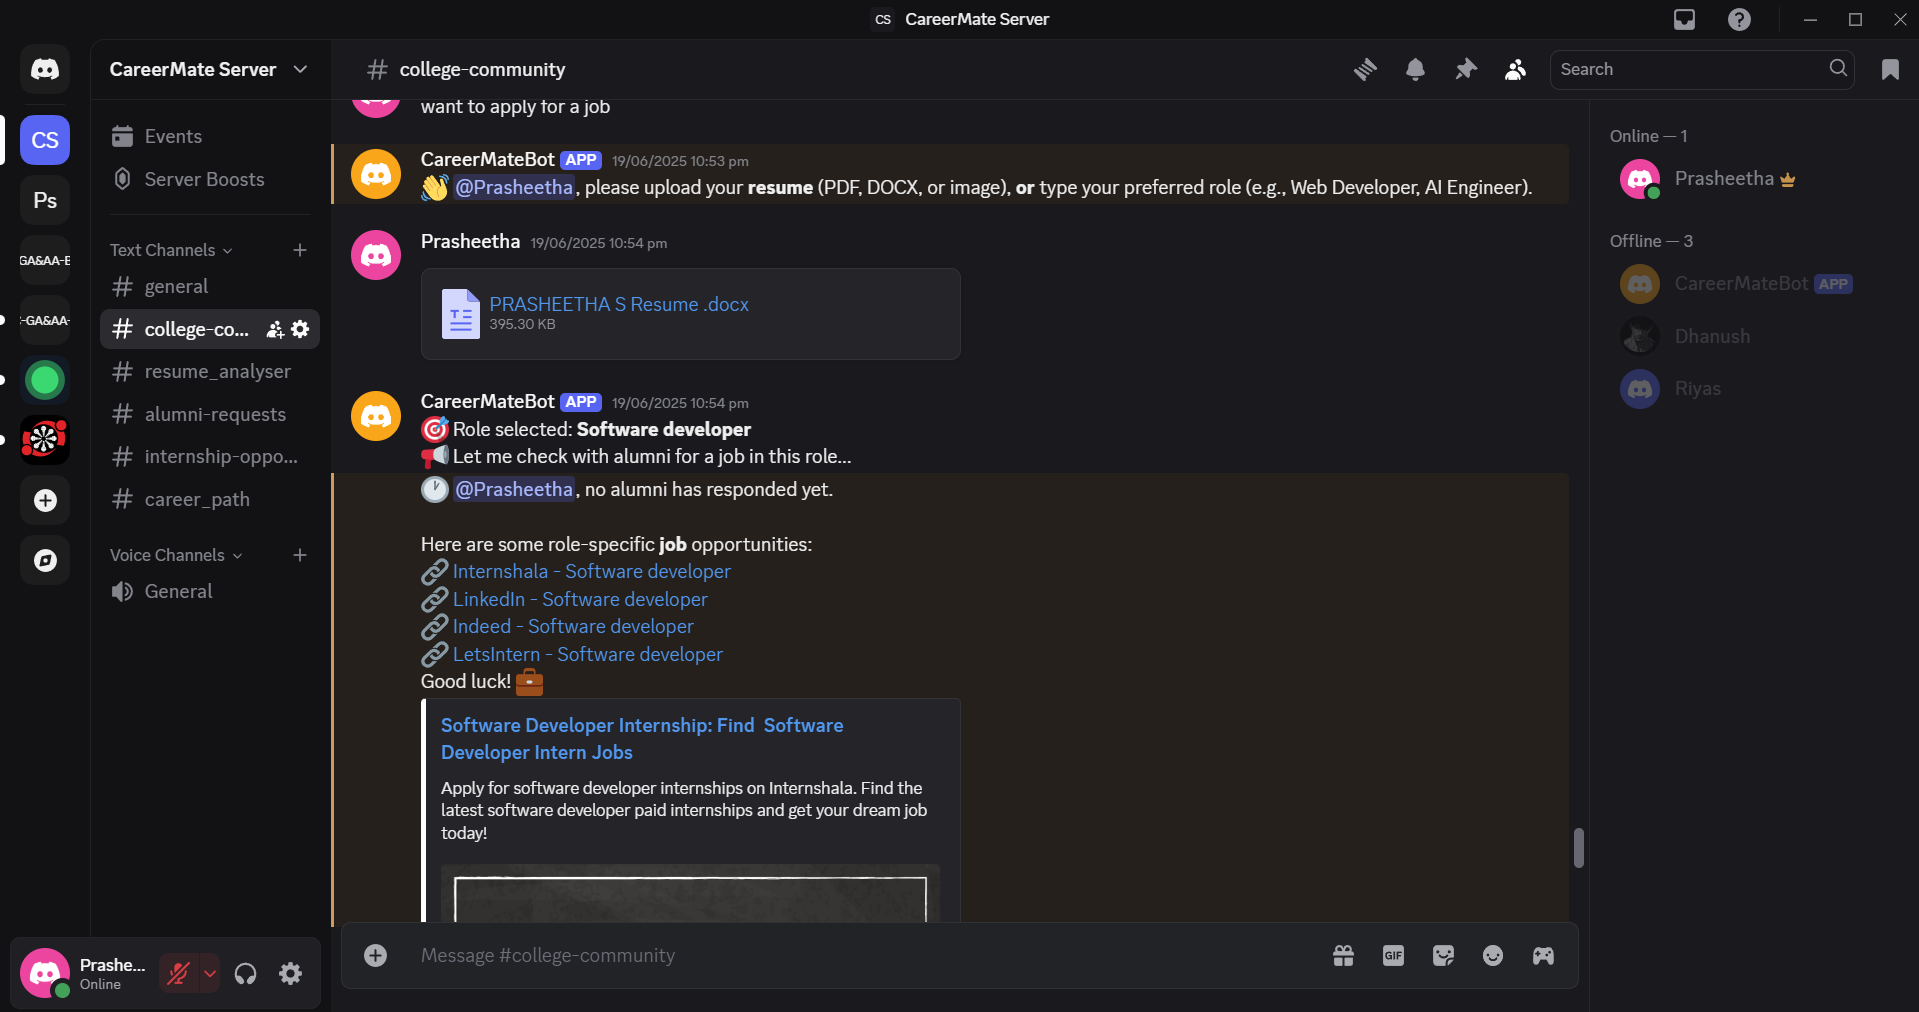 CS CareerMate Server
CareerMate Server
# college-community
Search
CS
Ps
GA&AA-E
-GA&AA-
Events
Server Boosts
Text Channels
general
college-co...
resume_analyser
alumni-requests
internship-oppo...
career_path
Voice Channels
General
Prashe...
Online
want to apply for a job
CareerMateBot APP 19/06/2025 10:53 pm
👋 @Prasheetha, please upload your resume (PDF, DOCX, or image), or type your preferred role (e.g., Web Developer, AI Engineer).
Prasheetha 19/06/2025 10:54 pm
PRASHEETHA S Resume .docx
395.30 KB
CareerMateBot APP 19/06/2025 10:54 pm
🎯 Role selected: Software developer
📢 Let me check with alumni for a job in this role...
🕐 @Prasheetha, no alumni has responded yet.
Here are some role-specific job opportunities:
🔗 Internshala - Software developer
🔗 LinkedIn - Software developer
🔗 Indeed - Software developer
🔗 LetsIntern - Software developer
Good luck! 💼
Software Developer Internship: Find Software
Developer Intern Jobs
Apply for software developer internships on Internshala. Find the
latest software developer paid internships and get your dream job
today!
Message #college-community
GIF
Online — 1
Prasheetha
Offline — 3
CareerMateBot APP
Dhanush
Riyas